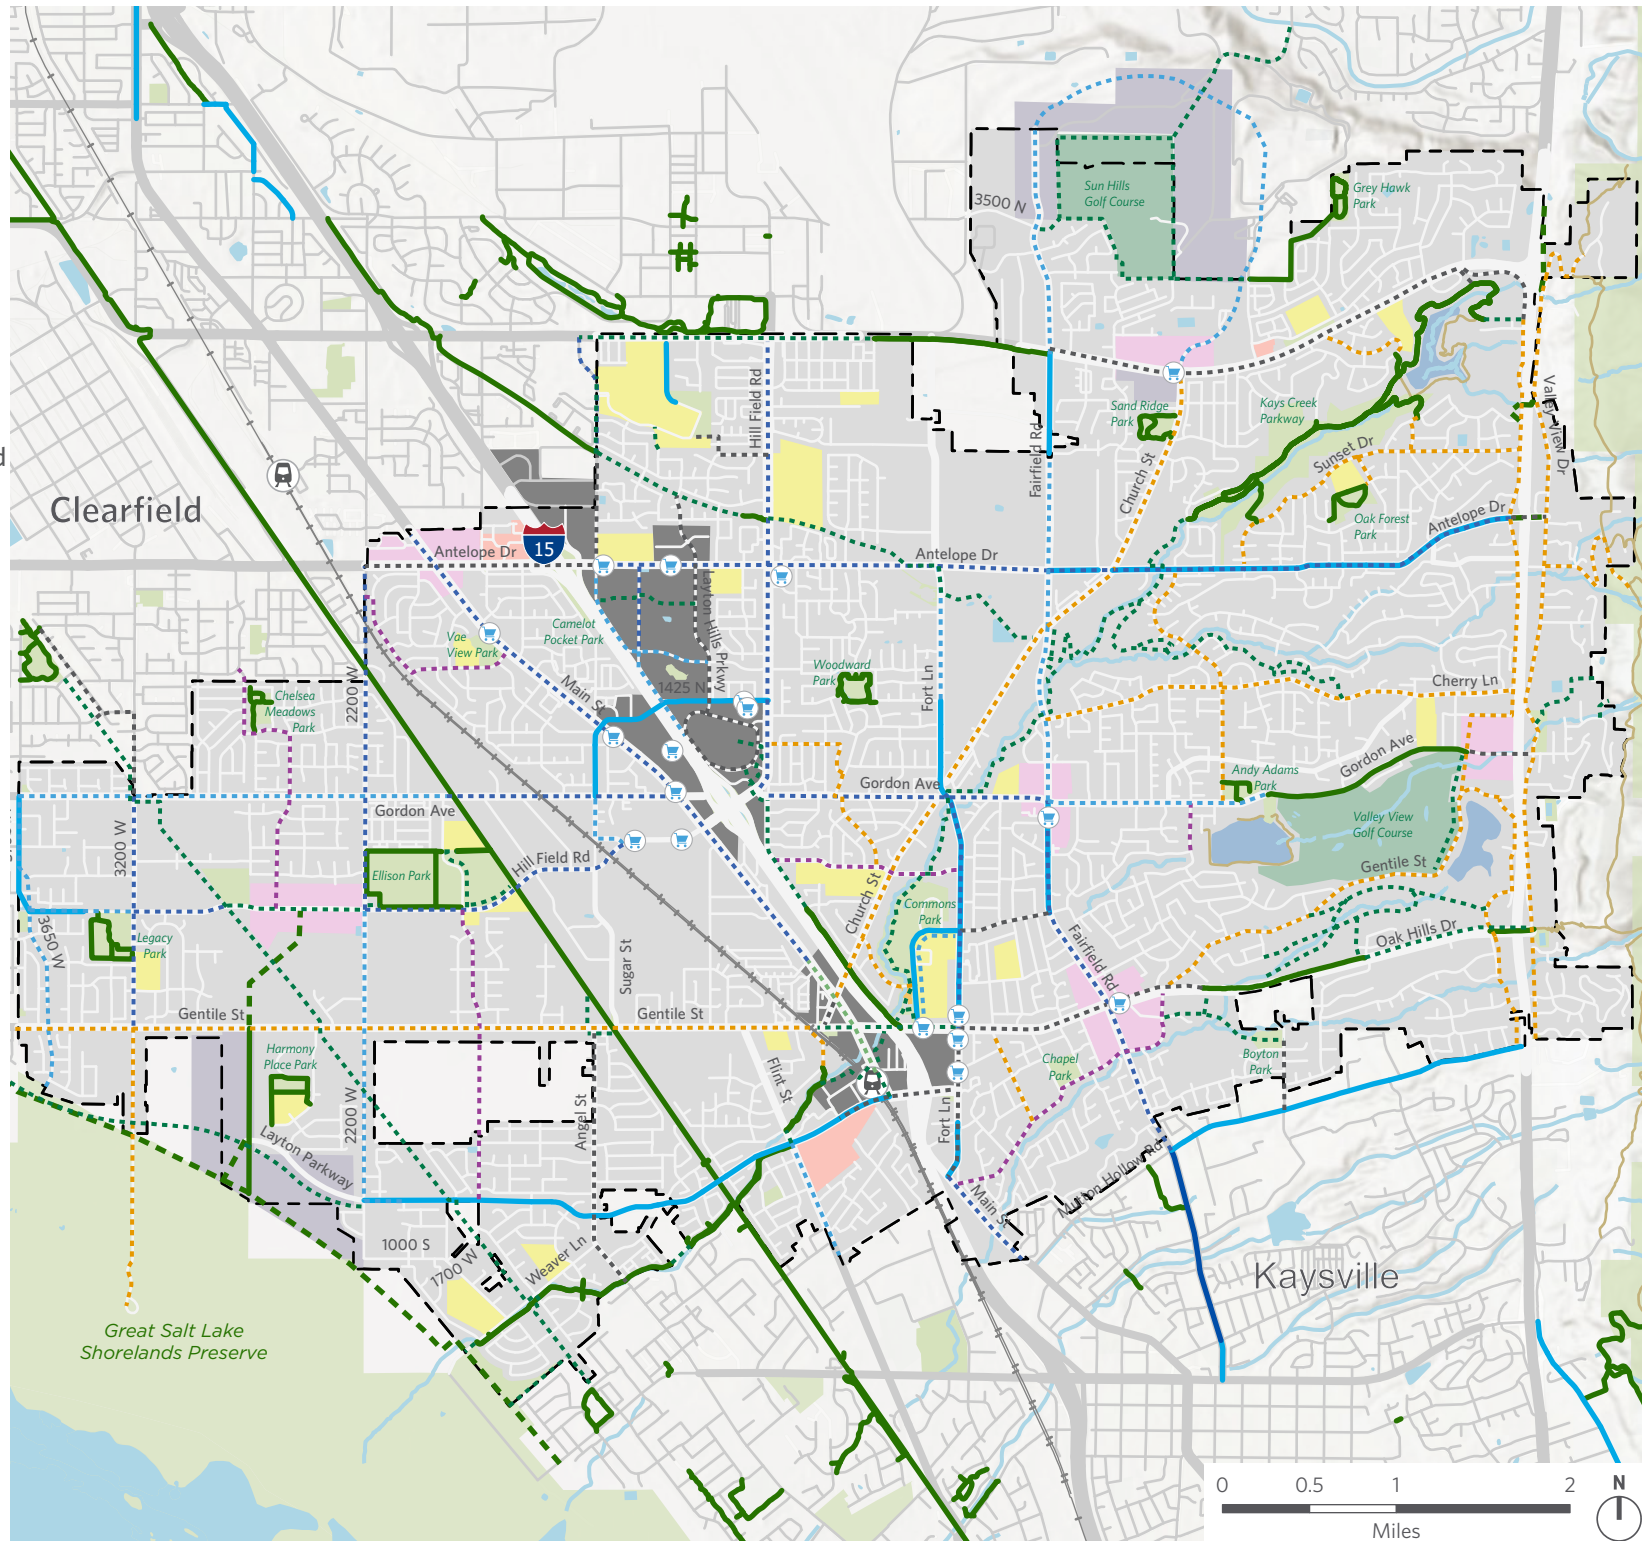 Sun Hills
Golf Course
Grey Hawk
Park
3500 N
Hill Field Rd
Valley View Dr
Sand Ridge
Park
Kays Creek
Parkway
Fairfield Rd
Church St
Sunset Dr
d
Clearfield
Oak Forest
Park
Antelope Dr
15
Antelope Dr
Antelope Dr
Layton Hills Prkwy
Camelot
Pocket Park
Vae
View Park
Woodward
Park
Main St
1425 N
2200 W
Chelsea
Meadows
Park
Fort Ln
Cherry Ln
Gordon Ave
Andy Adams
Park
Gordon Ave
Gordon Ave
Valley View
Golf Course
3200 W
Hill Field Rd
Gentile St
Ellison Park
Church St
Commons
Park
3650 W
Legacy
Park
Sugar St
Fairfield Rd
Oak Hills Dr
Gentile St
Gentile St
Harmony
Place Park
Flint St
Chapel
Park
Boyton
Park
2200 W
Angel St
Fort Ln
Layton Parkway
Mutton Hollow Rd
Main St
1000 S
1700 W
Weaver Ln
Kaysville
Great Salt Lake
Shorelands Preserve
0 0.5 1 2
Miles
N